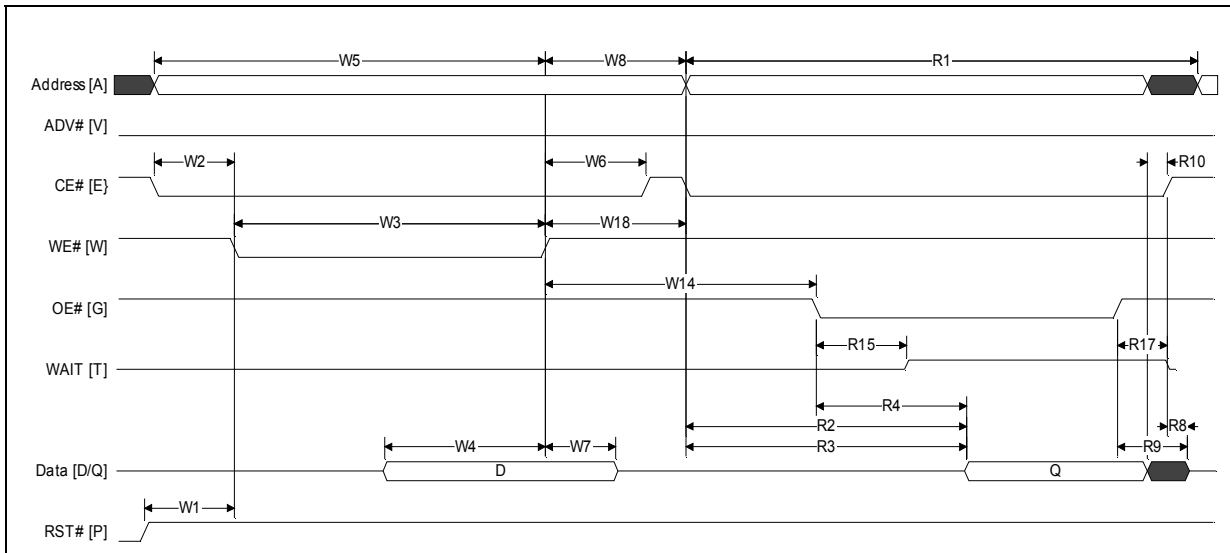 W5 W8 R1
Address [A]
ADV# [V]
W2 W6 R10
CE# [E}
W3 W18
WE# [W]
W14
OE# [G]
R15 R17
WAIT [T]
R4
R2 R8
W4 W7 R3 R9
Data [D/Q] D Q
W1
RST# [P]